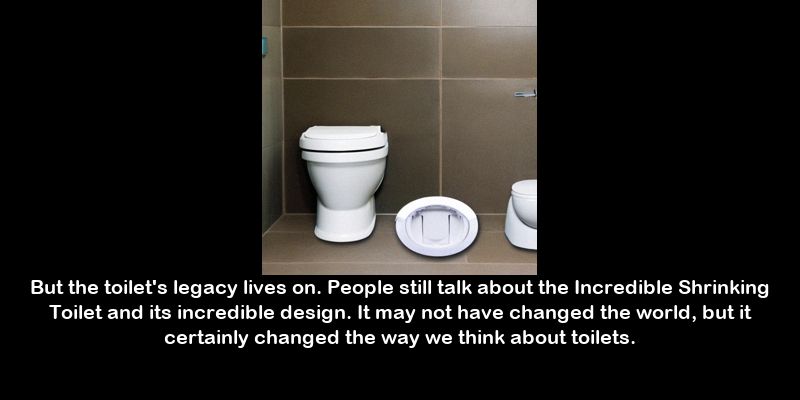 But the toilet's legacy lives on. People still talk about the Incredible Shrinking
Toilet and its incredible design. It may not have changed the world, but it
certainly changed the way we think about toilets.